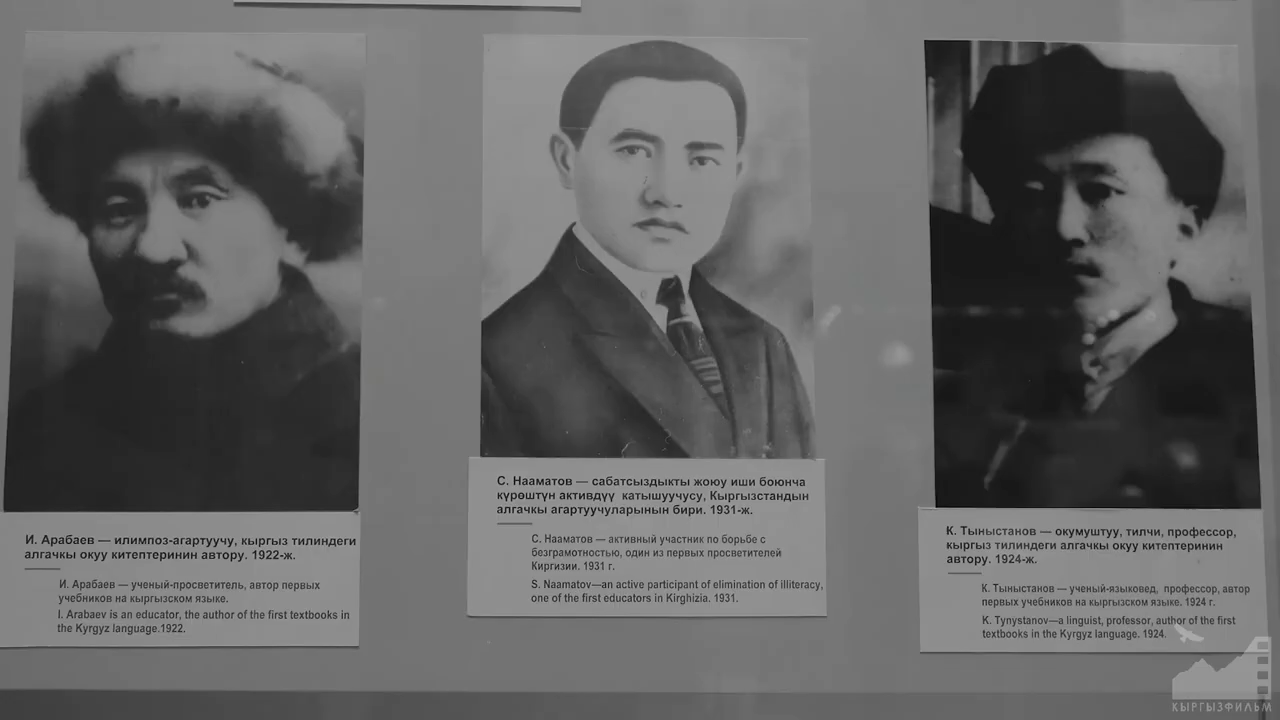 И. Арабаев — илимпоз-агартуучу, кыргыз тилиндеги
алгачкы окуу китептеринин автору. 1922-ж.
И. Арабаев — ученый-просветитель, автор первых
учебников на кыргызском языке.
I. Arabaev is an educator, the author of the first textbooks in
the Kyrgyz language.1922.
С. Нааматов — сабатсыздыкты жоюу иши боюнча
күрөштүн активдүү катышуучусу, Кыргызстандын
алгачкы агартуучуларынын бири. 1931-ж.
С. Нааматов — активный участник по борьбе с
безграмотностью, один из первых просветителей
Киргизии. 1931 г.
S. Naamatov—an active participant of elimination of illiteracy,
one of the first educators in Kirghizia. 1931.
К. Тыныстанов — окумуштуу, тилчи, профессор,
кыргыз тилиндеги алгачкы окуу китептеринин
автору. 1924-ж.
К. Тыныстанов — ученый-языковед, профессор, автор
первых учебников на кыргызском языке. 1924 г.
K. Tynystanov—a linguist, professor, author of the first
textbooks in the Kyrgyz language. 1924.
КЫРГЫЗФИЛЬМ